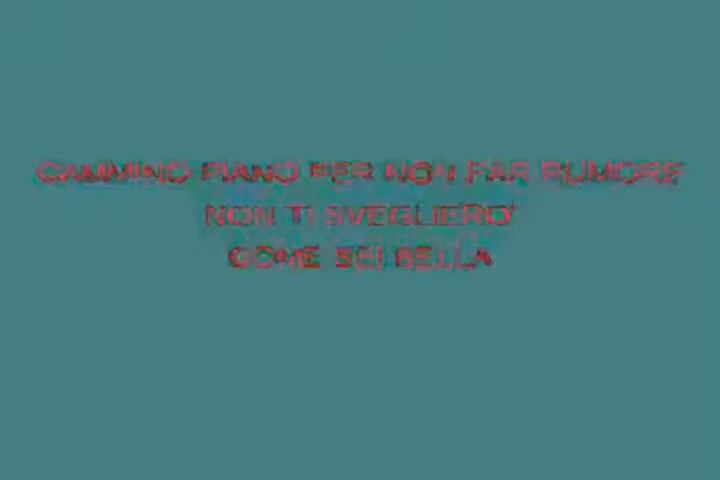 CAMMINO PIANO PER NON FAR RUMORE
NON TI SVEGLIERO'
COME SEI BELLA